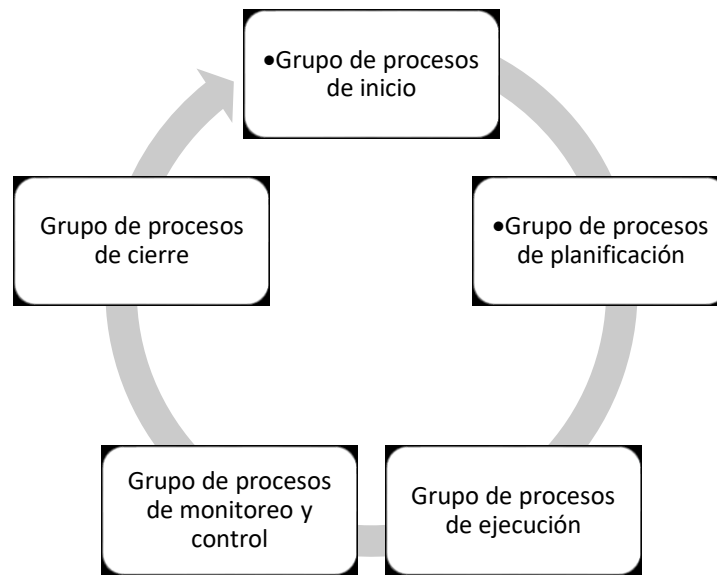 •Grupo de procesos
de inicio
•Grupo de procesos
de planificación
Grupo de procesos
de ejecución
Grupo de procesos
de monitoreo y
control
Grupo de procesos
de cierre